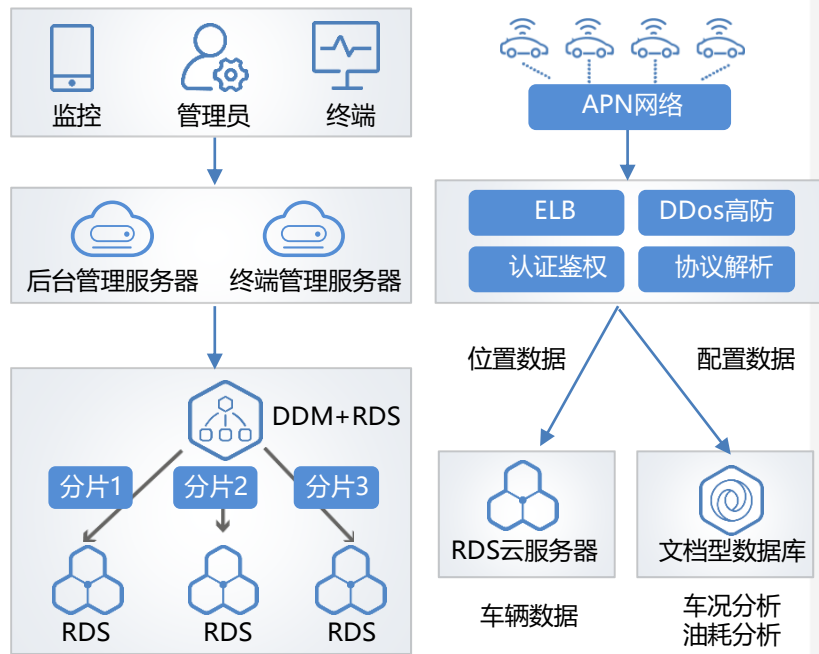 监控
管理员
终端
后台管理服务器
终端管理服务器
DDM+RDS
分片1
分片2
分片3
RDS
RDS
RDS
APN网络
ELB
DDos高防
认证鉴权
协议解析
位置数据
配置数据
RDS云服务器
文档型数据库
车辆数据
车况分析
油耗分析